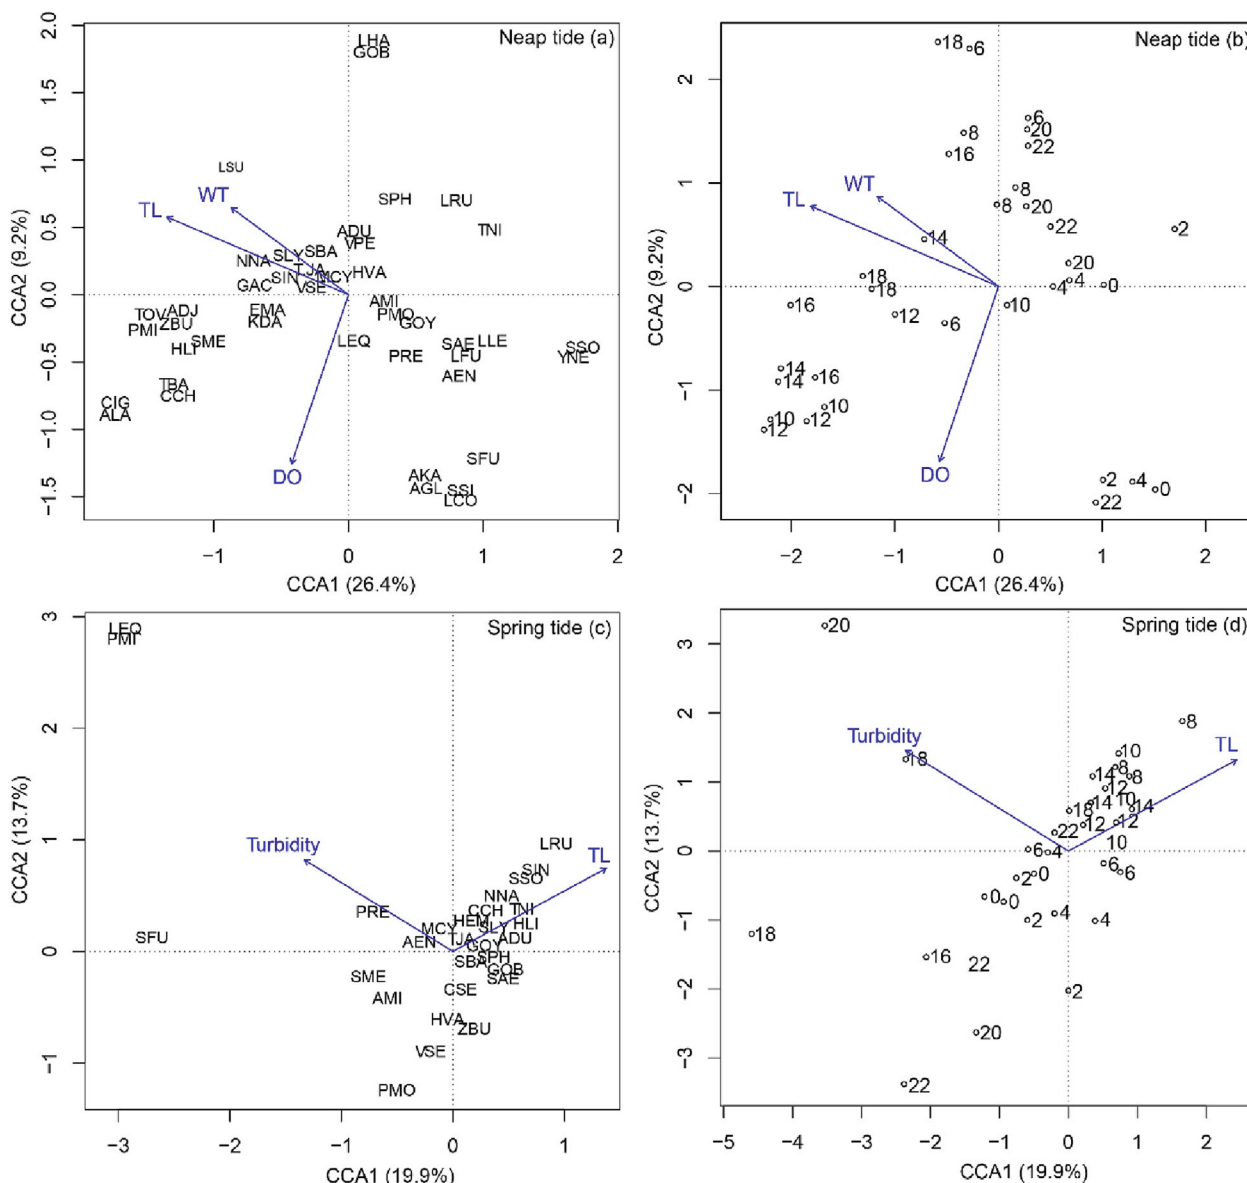 Neap tide (a)
LHA
GOB
LSU
WT
TL
SPH
LRU
TNI
ADU
VPE
SBA
SLY
NNA
TJA
HVA
MCY
SIN
VSE
GAC
AMI
PMO
EMA
ADJ
TOV
KDA
ZBU
PMI
GOY
SME
LEQ
SAE
LLE
SSO
HLI
PRE
LFU
YNE
AEN
TBA
CCH
CIG
ALA
SFU
DO
AKA
AGL
SSI
LCO
2.0
1.5
1.0
0.5
0.0
−0.5
−1.0
−1.5
CCA2 (9.2%)
−1 0 1 2
CCA1 (26.4%)
Neap tide (b)
18 6
6
8 20
16 22
WT
TL
8
8 20
22 2
14
20
18 4 0
18 4
16 10
12 6
14
14 16
10 10
12 12
DO
2 4 0
22
2
1
0
−1
−2
CCA2 (9.2%)
−2 −1 0 1 2
CCA1 (26.4%)
Spring tide (c)
LEQ
PMI
LRU
Turbidity
TL
SIN
SSO
NNA
PRE
CCH TNI
HEM HLI
MCY SLY
SFU
AEN TJA ADU
GOY
SPH
SBA
GOB
SME SAE
CSE
AMI
HVA
ZBU
VSE
PMO
3
2
1
0
−1
CCA2 (13.7%)
−3 −2 −1 0 1
CCA1 (19.9%)
Spring tide (d)
20
8
Turbidity
TL
18
10
8
14 8
12
10
14
18 14
12 12
22
10
6 4
6
0 6
2
0 0
4
2 4
18
16 22
2
20
22
3
2
1
0
−1
−2
−3
CCA2 (13.7%)
−5 −4 −3 −2 −1 0 1 2
CCA1 (19.9%)